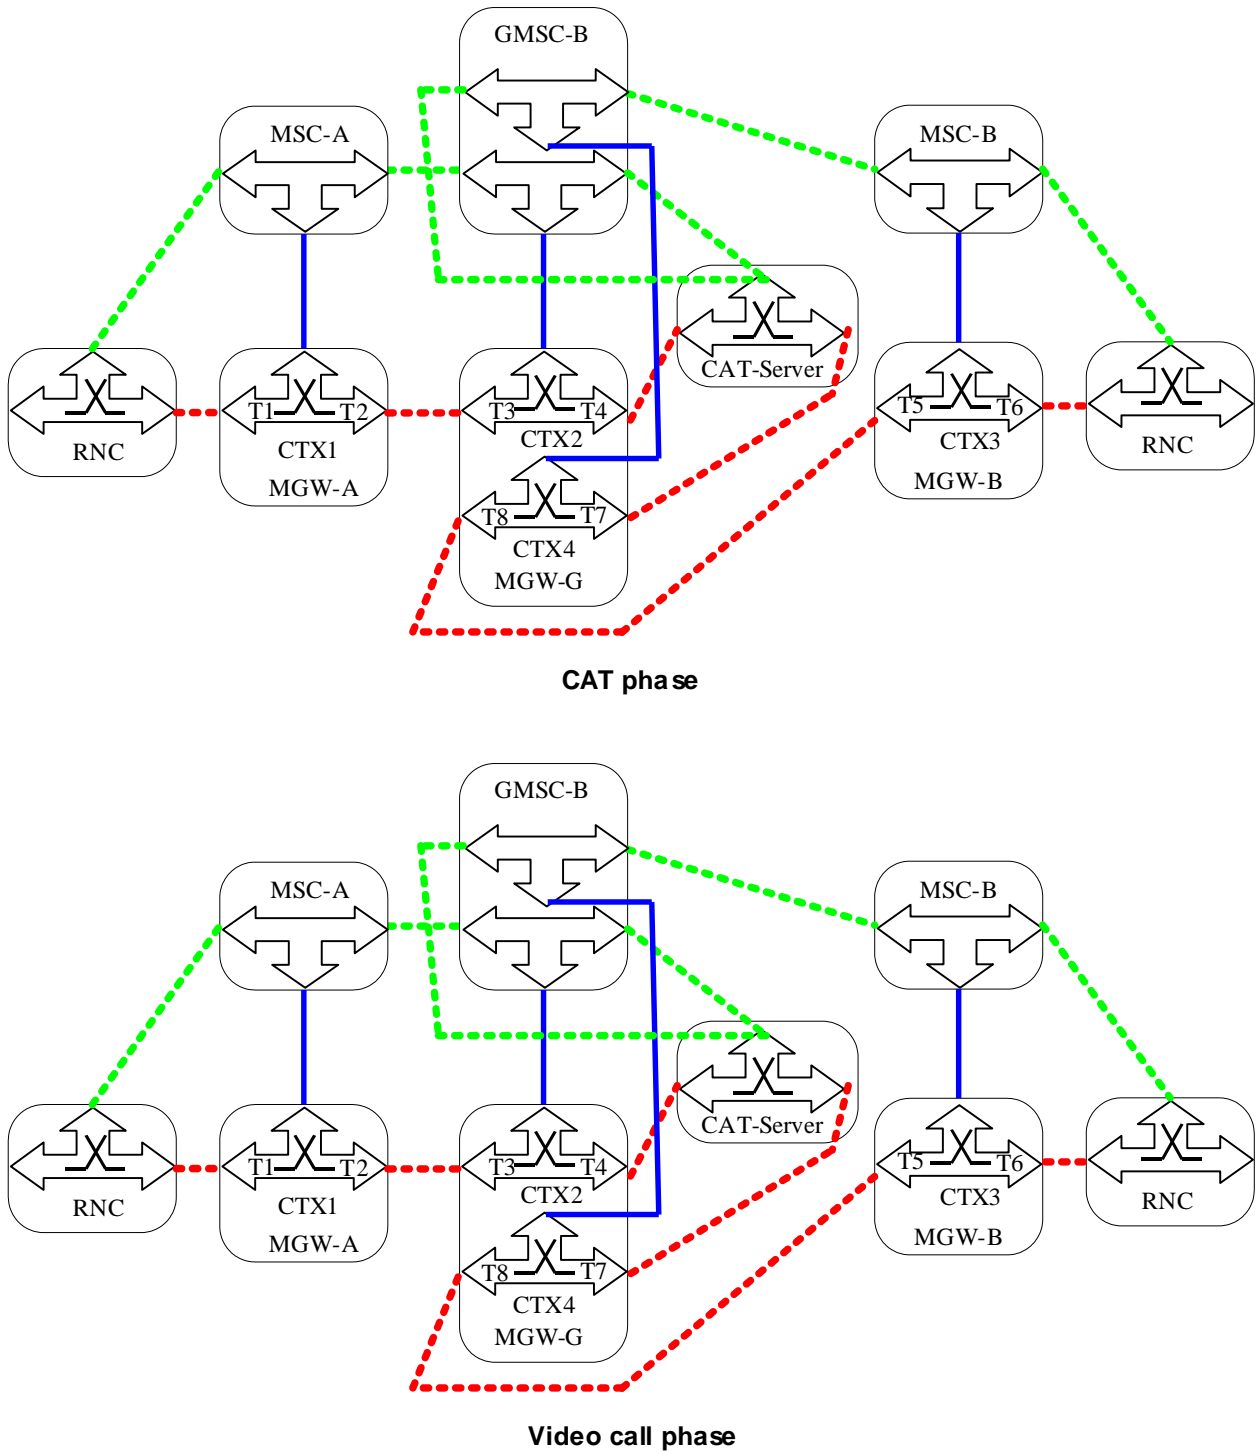 GMSC-B
MSC-A
MSC-B
CAT-Server
T1
T2
T3
T4
T5
T6
RNC
CTX1
CTX2
CTX3
RNC
MGW-A
MGW-B
T8
T7
CTX4
MGW-G
CAT phase
GMSC-B
MSC-A
MSC-B
CAT-Server
T1
T2
T3
T4
T5
T6
RNC
CTX1
CTX2
CTX3
RNC
MGW-A
MGW-B
T8
T7
CTX4
MGW-G
Video call phase